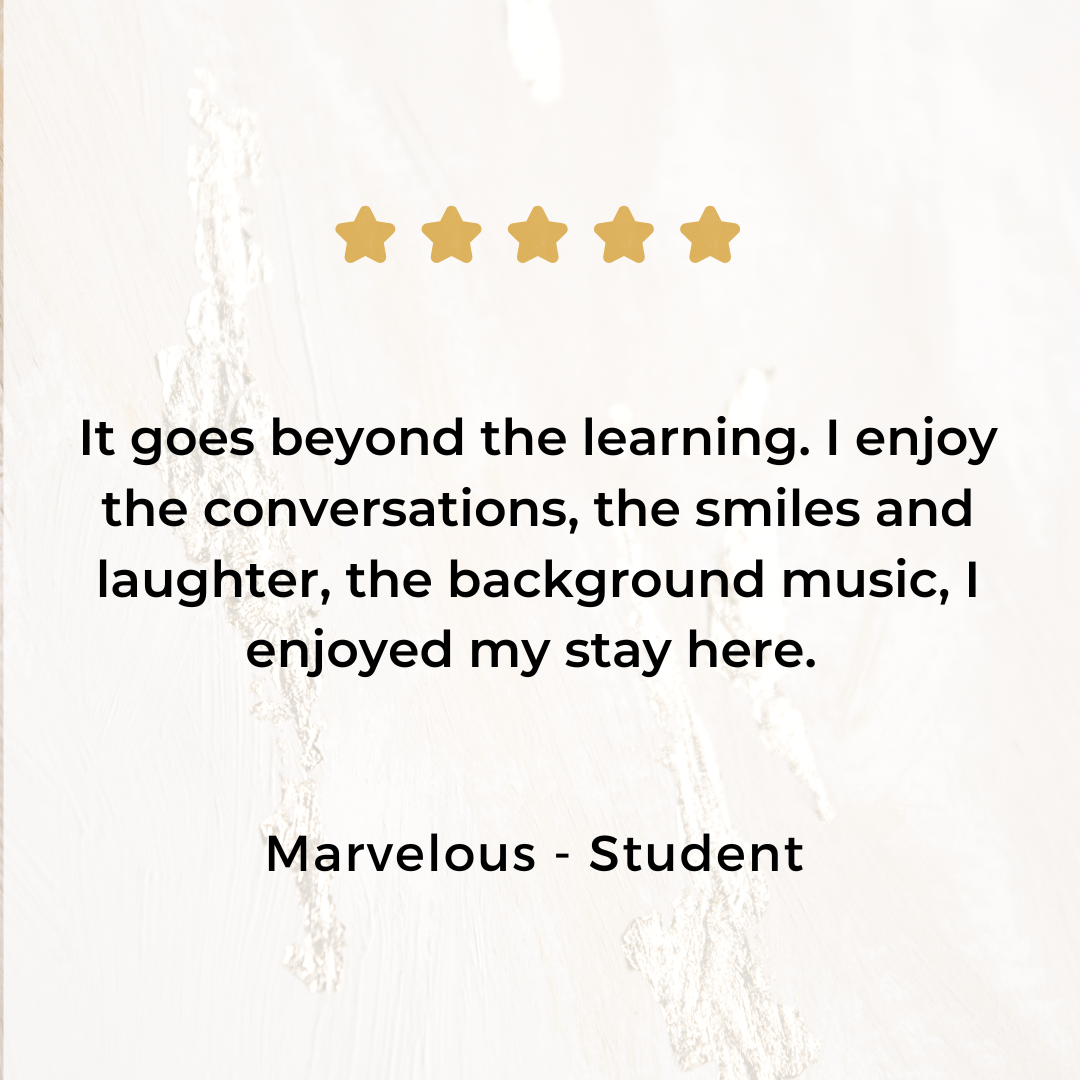 It goes beyond the learning. I enjoy
the conversations, the smiles and
laughter, the background music, I
enjoyed my stay here.
Marvelous - Student